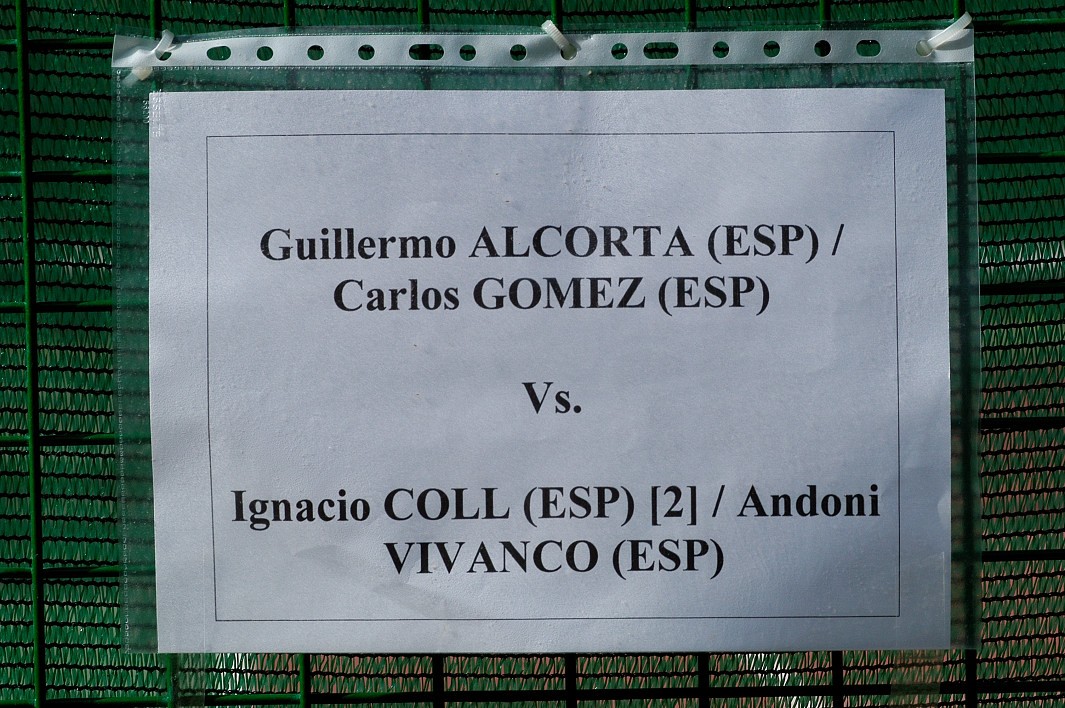 Guillermo ALCORTA (ESP) /
Carlos GOMEZ (ESP)
Vs.
Ignacio COLL (ESP) [2] / Andoni
VIVANCO (ESP)